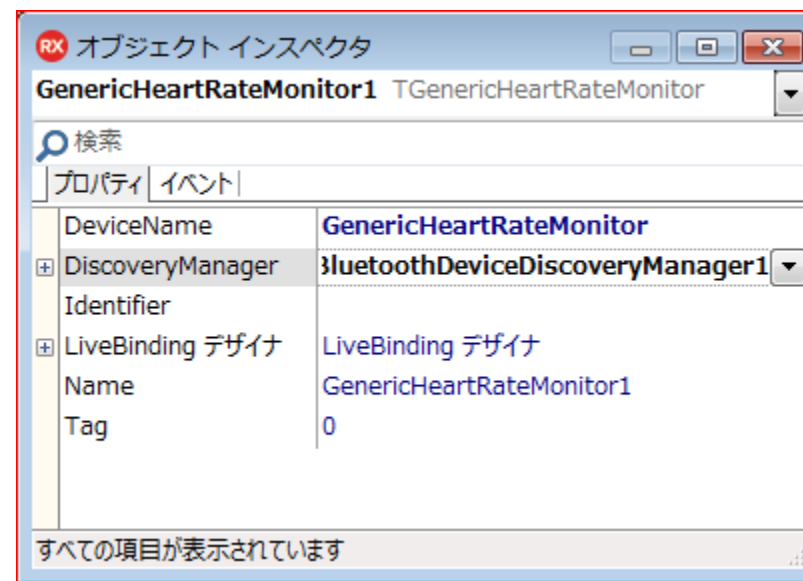 RX オブジェクト インスペクタ
GenericHeartRateMonitor1 TGenericHeartRateMonitor
検索
プロパティ イベント
DeviceName GenericHeartRateMonitor
DiscoveryManager BluetoothDeviceDiscoveryManager1
Identifier
LiveBinding デザイナ LiveBinding デザイナ
Name GenericHeartRateMonitor1
Tag 0
すべての項目が表示されています